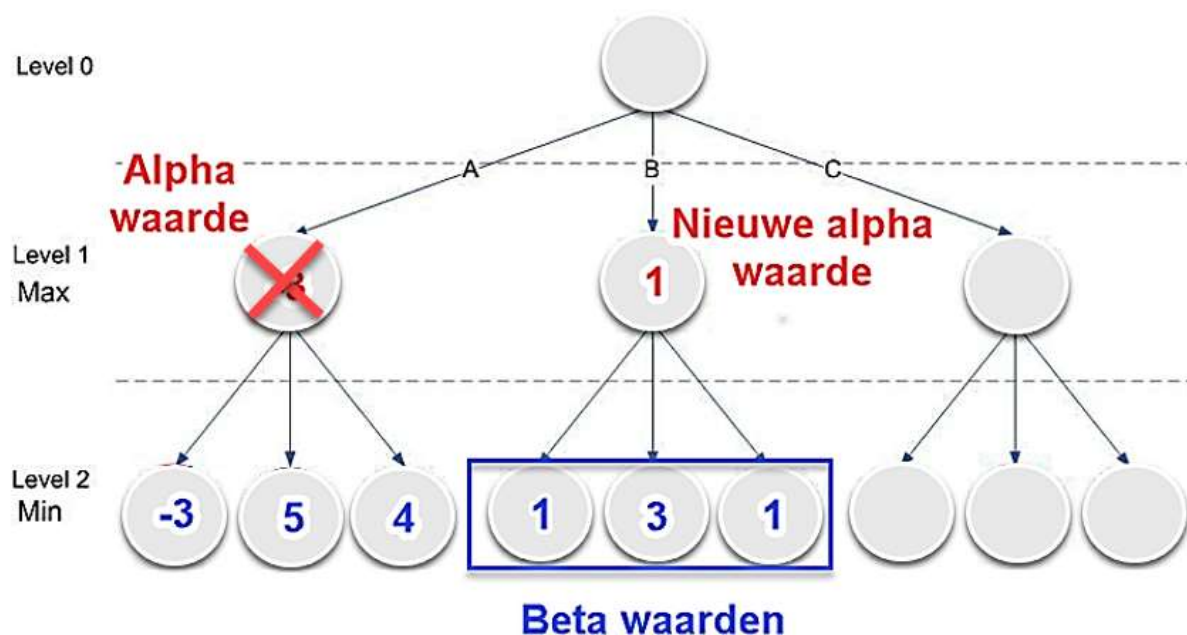 Level 0
Alpha
waarde
A
B
C
Level 1
Max
Nieuwe alpha
waarde
1
Level 2
Min
-3
5
4
1
3
1
Beta waarden